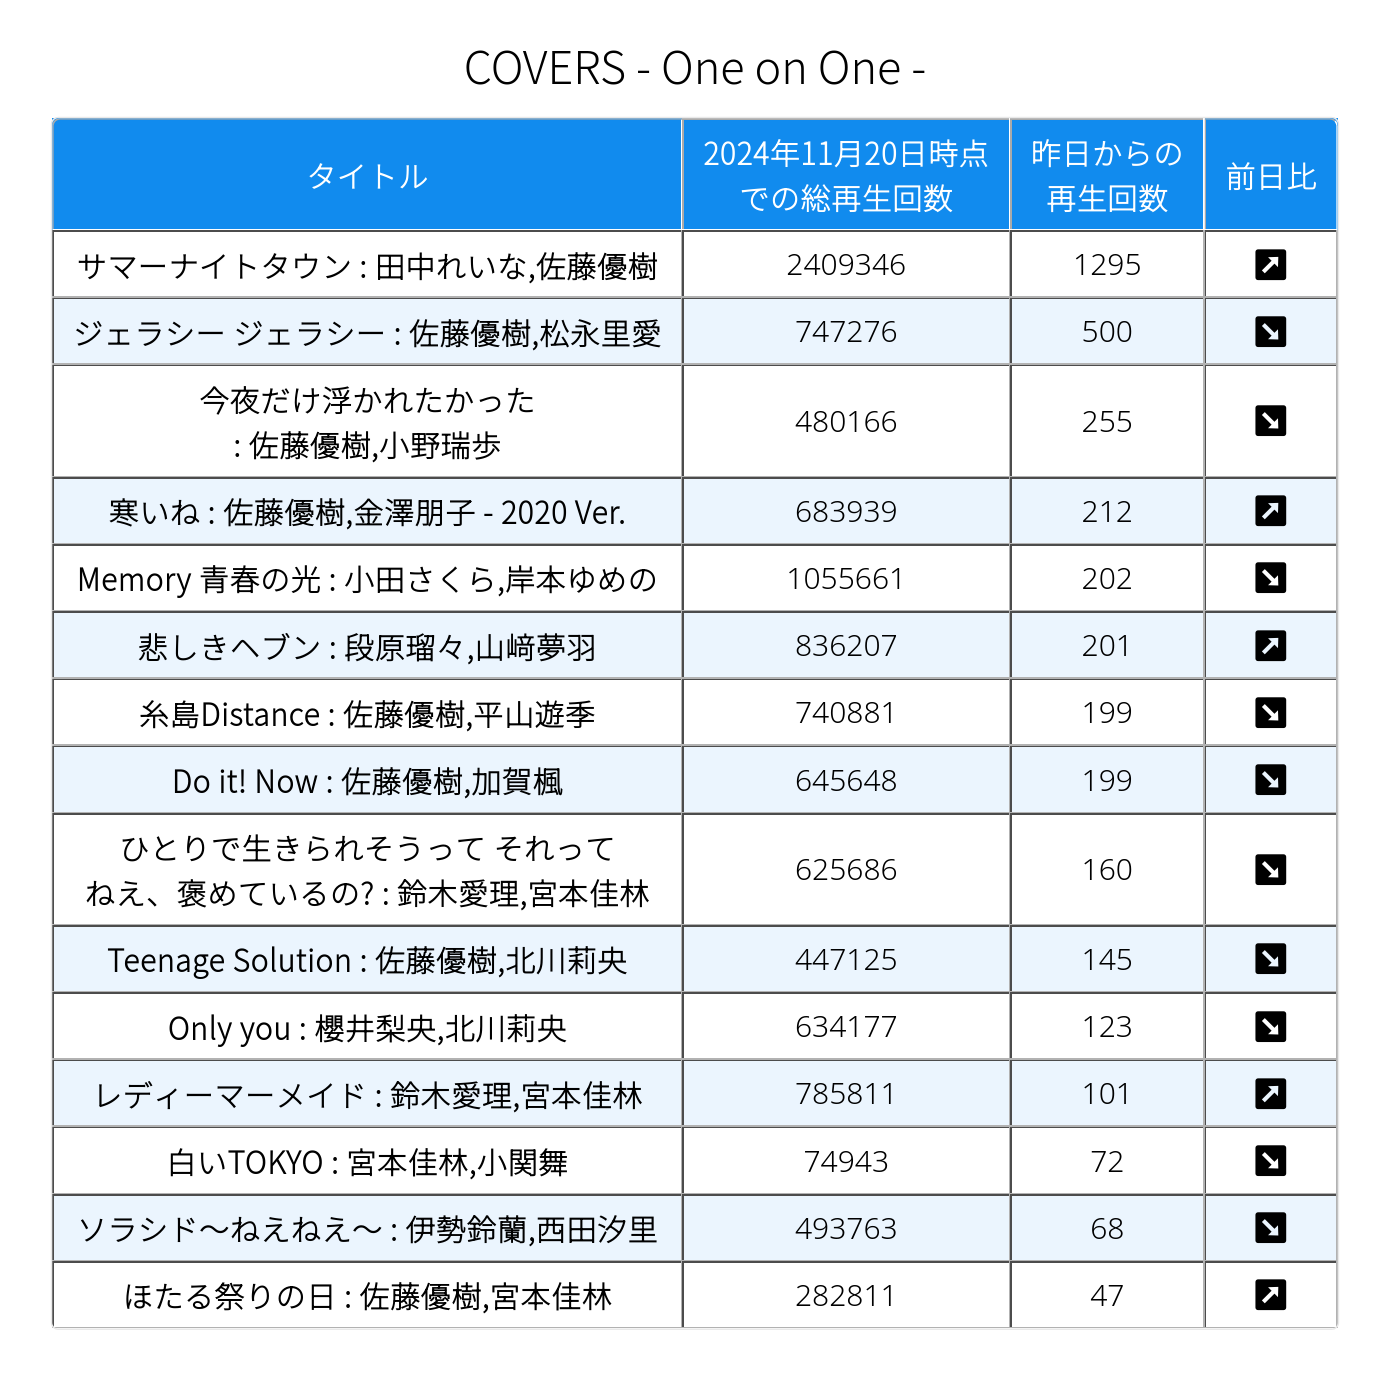 COVERS - One on One -
タイトル
2024年11月20日時点
での総再生回数
昨日からの
再生回数
前日比
サマーナイトタウン : 田中れいな,佐藤優樹
2409346
1295
ジェラシー ジェラシー : 佐藤優樹,松永里愛
747276
500
今夜だけ浮かれたかった
: 佐藤優樹,小野瑞歩
480166
255
寒いね : 佐藤優樹,金澤朋子 - 2020 Ver.
683939
212
Memory 青春の光 : 小田さくら,岸本ゆめの
1055661
202
悲しきヘブン : 段原瑠々,山﨑夢羽
836207
201
糸島Distance : 佐藤優樹,平山遊季
740881
199
Do it! Now : 佐藤優樹,加賀楓
645648
199
ひとりで生きられそうって それって
ねえ、褒めているの? : 鈴木愛理,宮本佳林
625686
160
Teenage Solution : 佐藤優樹,北川莉央
447125
145
Only you : 櫻井梨央,北川莉央
634177
123
レディーマーメイド : 鈴木愛理,宮本佳林
785811
101
白いTOKYO : 宮本佳林,小関舞
74943
72
ソラシド～ねえねえ～ : 伊勢鈴蘭,西田汐里
493763
68
ほたる祭りの日 : 佐藤優樹,宮本佳林
282811
47